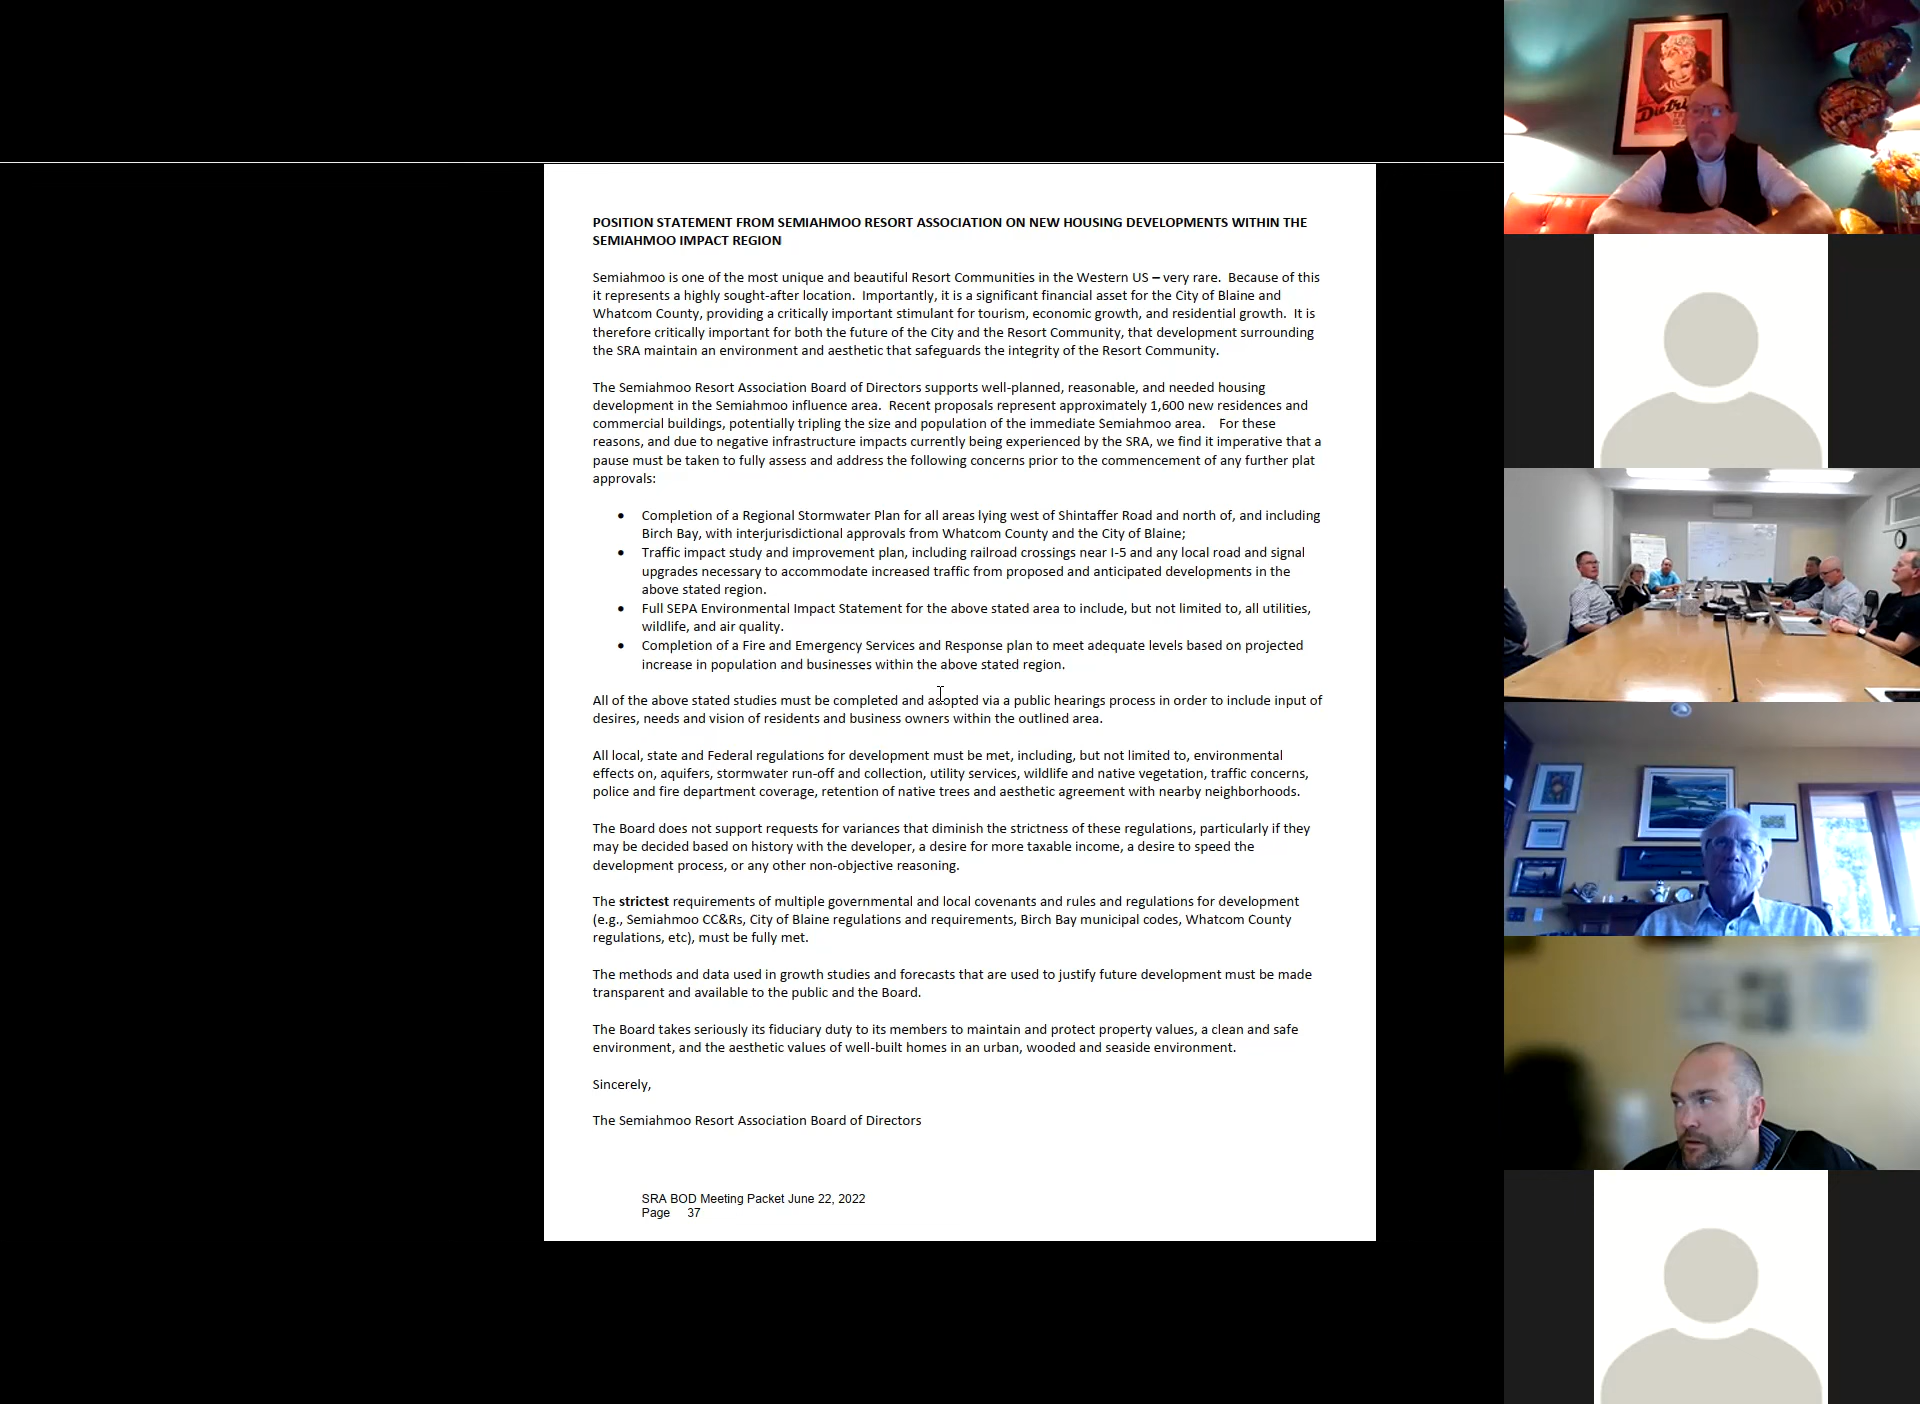 POSITION STATEMENT FROM SEMIAHMOO RESORT ASSOCIATION ON NEW HOUSING DEVELOPMENTS WITHIN THE
SEMIAHMOO IMPACT REGION
Semiahmoo is one of the most unique and beautiful Resort Communities in the Western US – very rare.  Because of this
it represents a highly sought-after location.  Importantly, it is a significant financial asset for the City of Blaine and
Whatcom County, providing a critically important stimulant for tourism, economic growth, and residential growth.  It is
therefore critically important for both the future of the City and the Resort Community, that development surrounding
the SRA maintain an environment and aesthetic that safeguards the integrity of the Resort Community.
The Semiahmoo Resort Association Board of Directors supports well-planned, reasonable, and needed housing
development in the Semiahmoo influence area.  Recent proposals represent approximately 1,600 new residences and
commercial buildings, potentially tripling the size and population of the immediate Semiahmoo area.    For these
reasons, and due to negative infrastructure impacts currently being experienced by the SRA, we find it imperative that a
pause must be taken to fully assess and address the following concerns prior to the commencement of any further plat
approvals:
• Completion of a Regional Stormwater Plan for all areas lying west of Shintaffer Road and north of, and including
Birch Bay, with interjurisdictional approvals from Whatcom County and the City of Blaine;
• Traffic impact study and improvement plan, including railroad crossings near I-5 and any local road and signal
upgrades necessary to accommodate increased traffic from proposed and anticipated developments in the
above stated region.
• Full SEPA Environmental Impact Statement for the above stated area to include, but not limited to, all utilities,
wildlife, and air quality.
• Completion of a Fire and Emergency Services and Response plan to meet adequate levels based on projected
increase in population and businesses within the above stated region.
All of the above stated studies must be completed and adopted via a public hearings process in order to include input of
desires, needs and vision of residents and business owners within the outlined area.
All local, state and Federal regulations for development must be met, including, but not limited to, environmental
effects on, aquifers, stormwater run-off and collection, utility services, wildlife and native vegetation, traffic concerns,
police and fire department coverage, retention of native trees and aesthetic agreement with nearby neighborhoods.
The Board does not support requests for variances that diminish the strictness of these regulations, particularly if they
may be decided based on history with the developer, a desire for more taxable income, a desire to speed the
development process, or any other non-objective reasoning.
The strictest requirements of multiple governmental and local covenants and rules and regulations for development
(e.g., Semiahmoo CC&Rs, City of Blaine regulations and requirements, Birch Bay municipal codes, Whatcom County
regulations, etc), must be fully met.
The methods and data used in growth studies and forecasts that are used to justify future development must be made
transparent and available to the public and the Board.
The Board takes seriously its fiduciary duty to its members to maintain and protect property values, a clean and safe
environment, and the aesthetic values of well-built homes in an urban, wooded and seaside environment.
Sincerely,
The Semiahmoo Resort Association Board of Directors
SRA BOD Meeting Packet June 22, 2022
Page 37